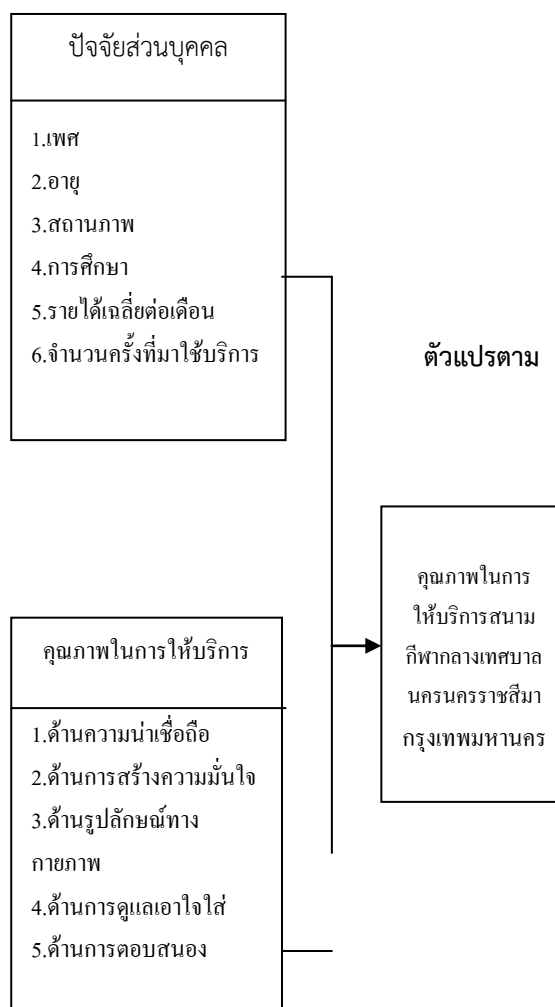 ปัจจัยส่วนบุคคล
1.เพศ
2.อายุ
3.สถานภาพ
4.การศึกษา
5.รายได้เฉลี่ยต่อเดือน
6.จำนวนครั้งที่มาใช้บริการ
ตัวแปรตาม
คุณภาพในการ
ให้บริการสนาม
กีฬากลางเทศบาล
นครนครราชสีมา
กรุงเทพมหานคร
คุณภาพในการให้บริการ
1.ด้านความน่าเชื่อถือ
2.ด้านการสร้างความมั่นใจ
3.ด้านรูปลักษณ์ทาง
กายภาพ
4.ด้านการดูแลเอาใจใส่
5.ด้านการตอบสนอง